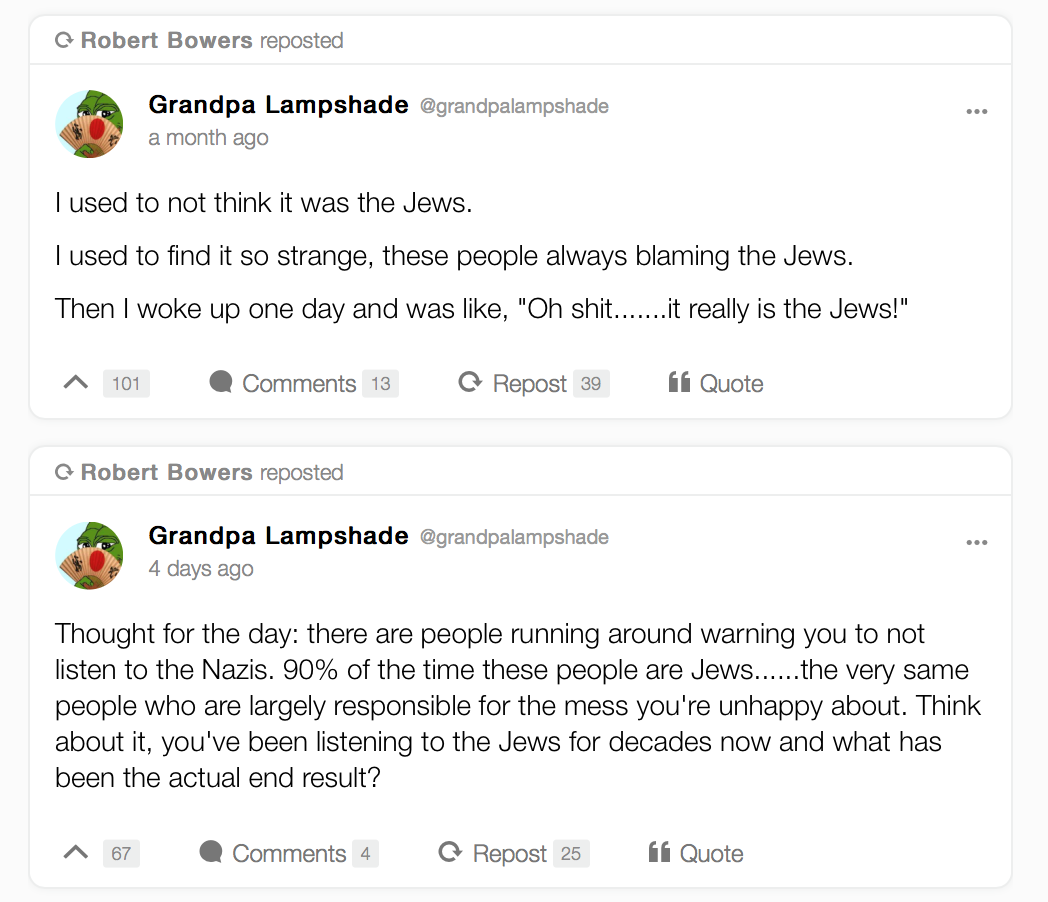 Robert Bowers reposted
Grandpa Lampshade @grandpalampshade
a month ago
I used to not think it was the Jews.
I used to find it so strange, these people always blaming the Jews.
Then I woke up one day and was like, "Oh shit.......it really is the Jews!"
101 Comments 13 Repost 39 Quote
Robert Bowers reposted
Grandpa Lampshade @grandpalampshade
4 days ago
Thought for the day: there are people running around warning you to not
listen to the Nazis. 90% of the time these people are Jews......the very same
people who are largely responsible for the mess you're unhappy about. Think
about it, you've been listening to the Jews for decades now and what has
been the actual end result?
67 Comments 4 Repost 25 Quote